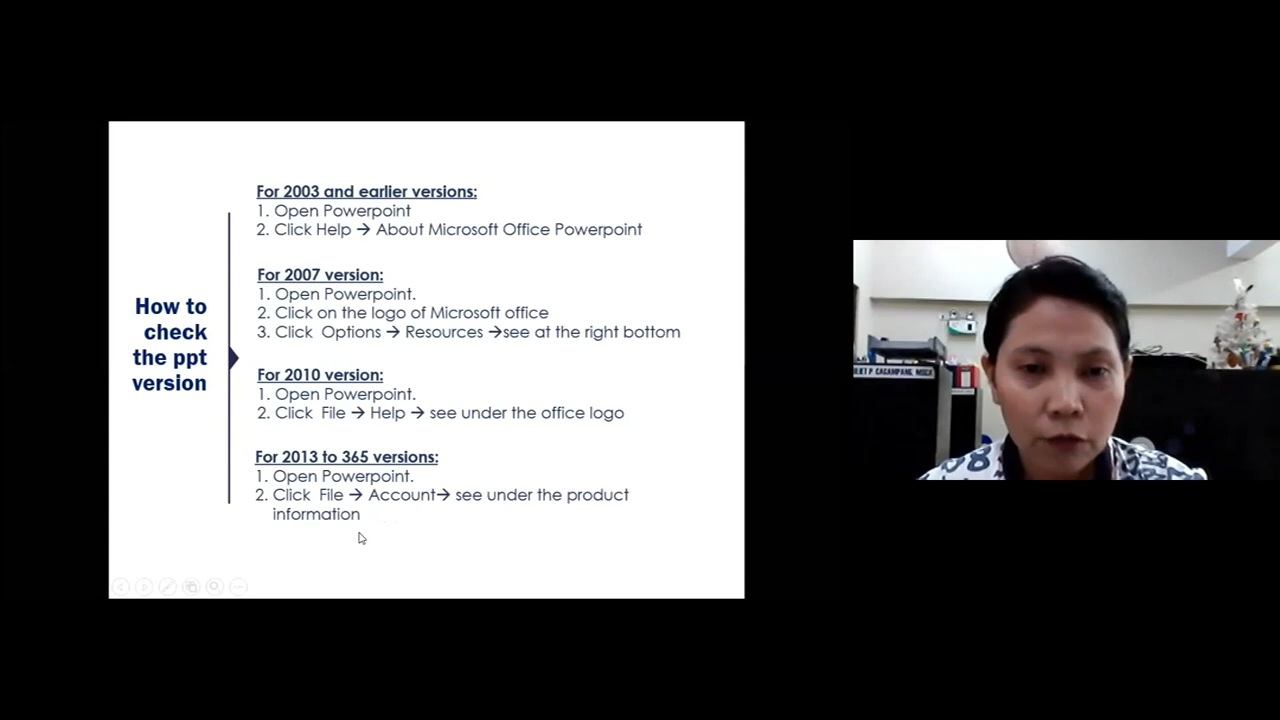 For 2003 and earlier versions:
1. Open Powerpoint
2. Click Help → About Microsoft Office Powerpoint
For 2007 version:
1. Open Powerpoint.
2. Click on the logo of Microsoft office
3. Click Options → Resources →see at the right bottom
How to
check
the ppt
version
For 2010 version:
1. Open Powerpoint.
2. Click File → Help → see under the office logo
For 2013 to 365 versions:
1. Open Powerpoint.
2. Click File → Account→ see under the product
information
P. CAGAMPANG,